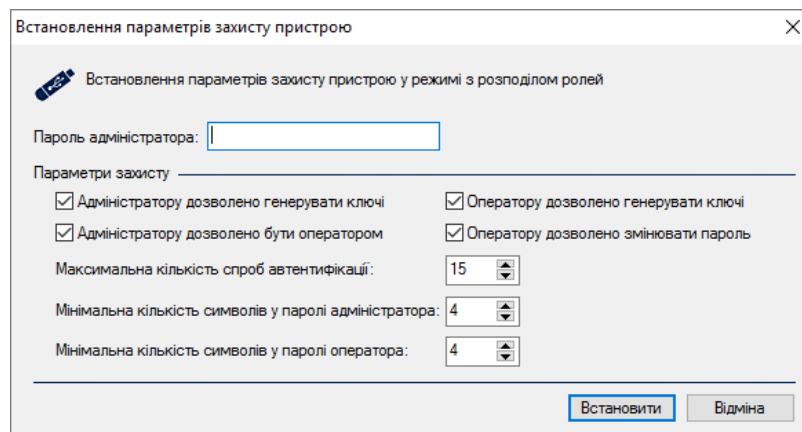 Встановлення параметрів захисту пристрою
Встановлення параметрів захисту пристрою у режимі з розподілом ролей
Пароль адміністратора:
Параметри захисту
Адміністратору дозволено генерувати ключі
Оператору дозволено генерувати ключі
Адміністратору дозволено бути оператором
Оператору дозволено змінювати пароль
Максимальна кількість спроб автентифікації: 15
Мінімальна кількість символів у паролі адміністратора: 4
Мінімальна кількість символів у паролі оператора: 4
Встановити Відміна